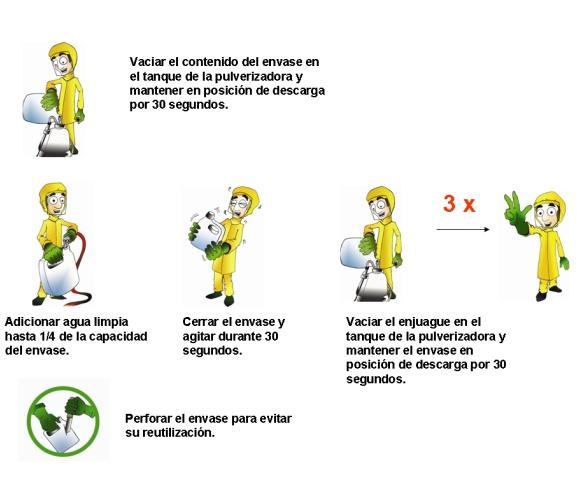 Vaciar el contenido del envase en
el tanque de la pulverizadora y
mantener en posición de descarga
por 30 segundos.
3 x
Adicionar agua limpia
hasta 1/4 de la capacidad
del envase.
Cerrar el envase y
agitar durante 30
segundos.
Vaciar el enjuague en el
tanque de la pulverizadora y
mantener el envase en
posición de descarga por 30
segundos.
Perforar el envase para evitar
su reutilización.